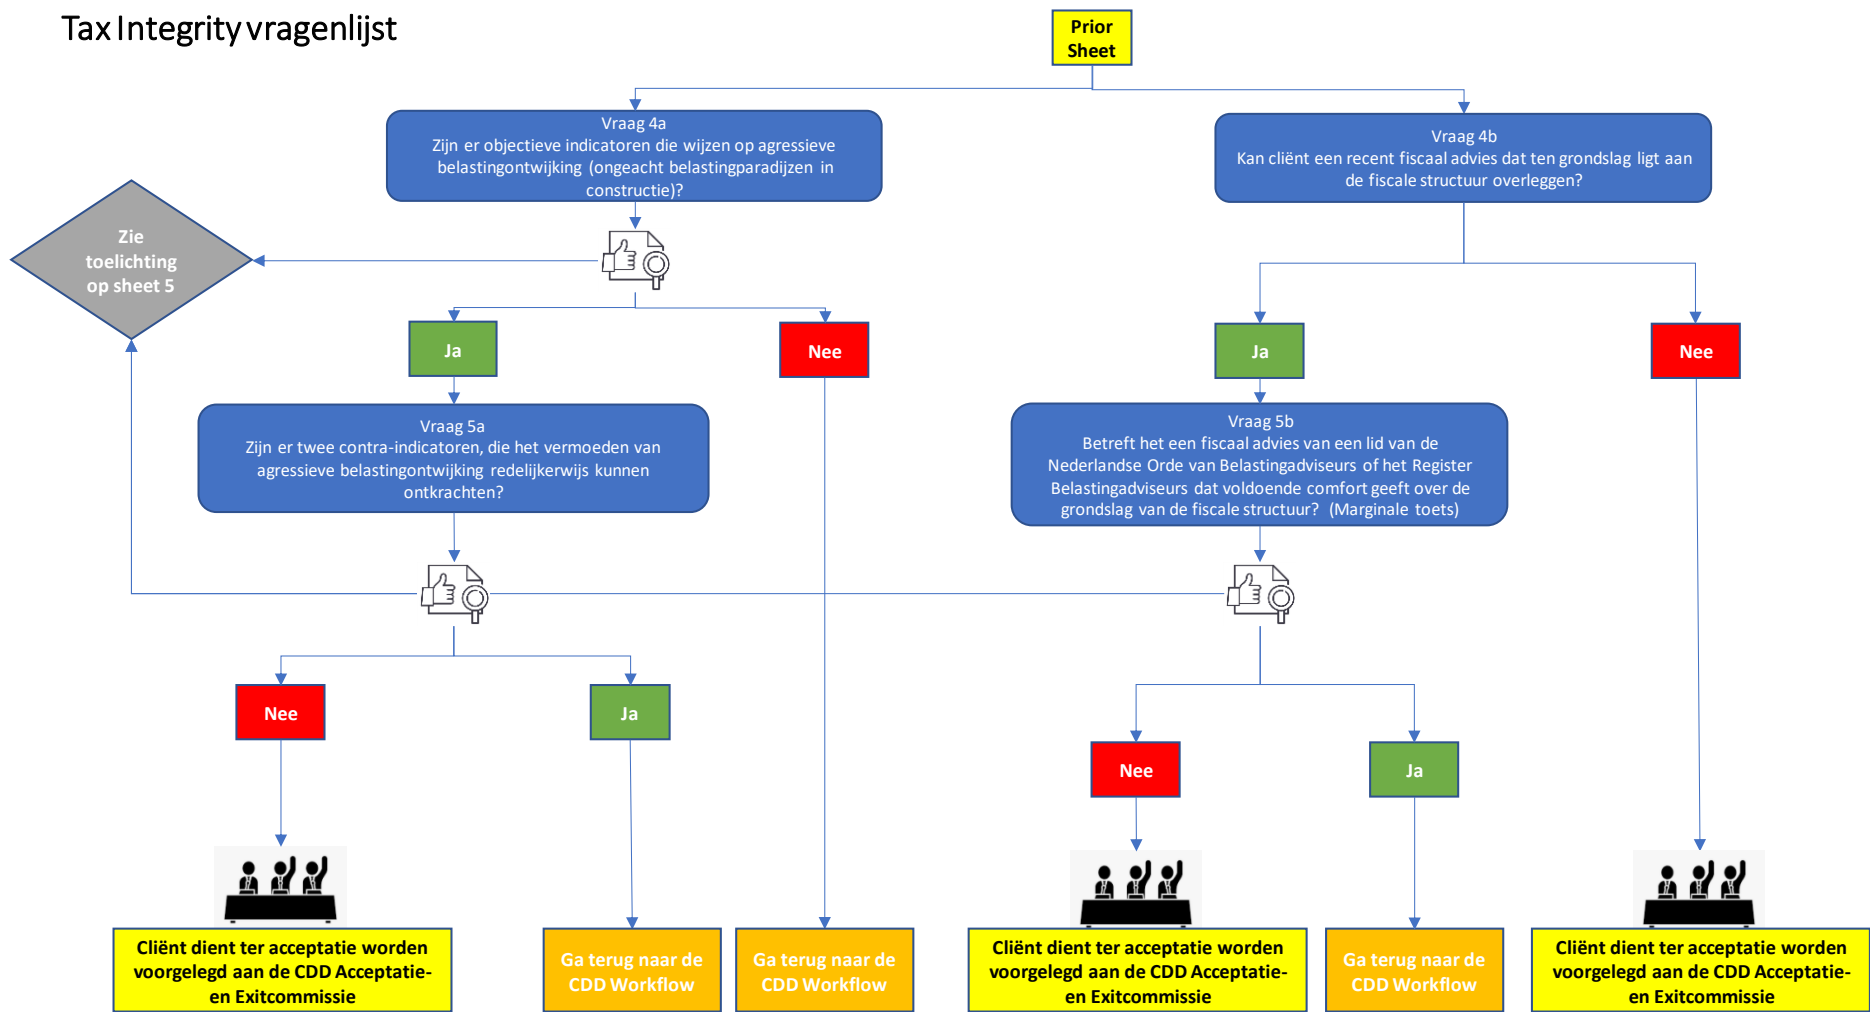 Tax Integrity vragenlijst
Prior
Sheet
Vraag 4a
Zijn er objectieve indicatoren die wijzen op agressieve
belastingontwijking (ongeacht belastingparadijzen in
constructie)?
Vraag 4b
Kan cliënt een recent fiscaal advies dat ten grondslag ligt aan
de fiscale structuur overleggen?
Zie
toelichting
op sheet 5
Ja
Nee
Ja
Nee
Vraag 5a
Zijn er twee contra-indicatoren, die het vermoeden van
agressieve belastingontwijking redelijkerwijs kunnen
ontkrachten?
Vraag 5b
Betreft het een fiscaal advies van een lid van de
Nederlandse Orde van Belastingadviseurs of het Register
Belastingadviseurs dat voldoende comfort geeft over de
grondslag van de fiscale structuur? (Marginale toets)
Nee
Ja
Nee
Ja
Cliënt dient ter acceptatie worden
voorgelegd aan de CDD Acceptatie-
en Exitcommissie
Ga terug naar de
CDD Workflow
Ga terug naar de
CDD Workflow
Cliënt dient ter acceptatie worden
voorgelegd aan de CDD Acceptatie-
en Exitcommissie
Ga terug naar de
CDD Workflow
Cliënt dient ter acceptatie worden
voorgelegd aan de CDD Acceptatie-
en Exitcommissie